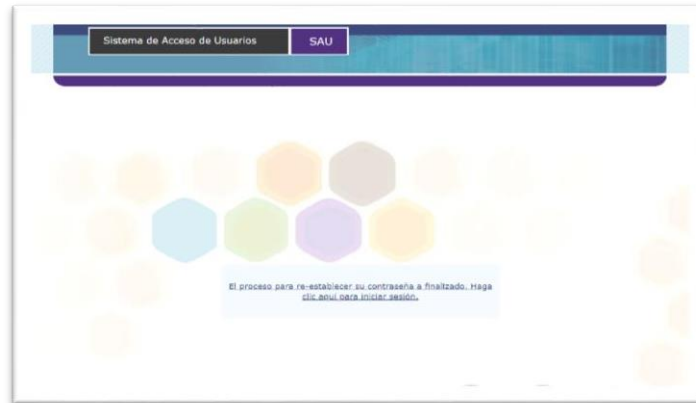 Sistema de Acceso de Usuarios SAU
El proceso para re-establecer su contraseña a finalizado. Haga
clic aquí para iniciar sesión.